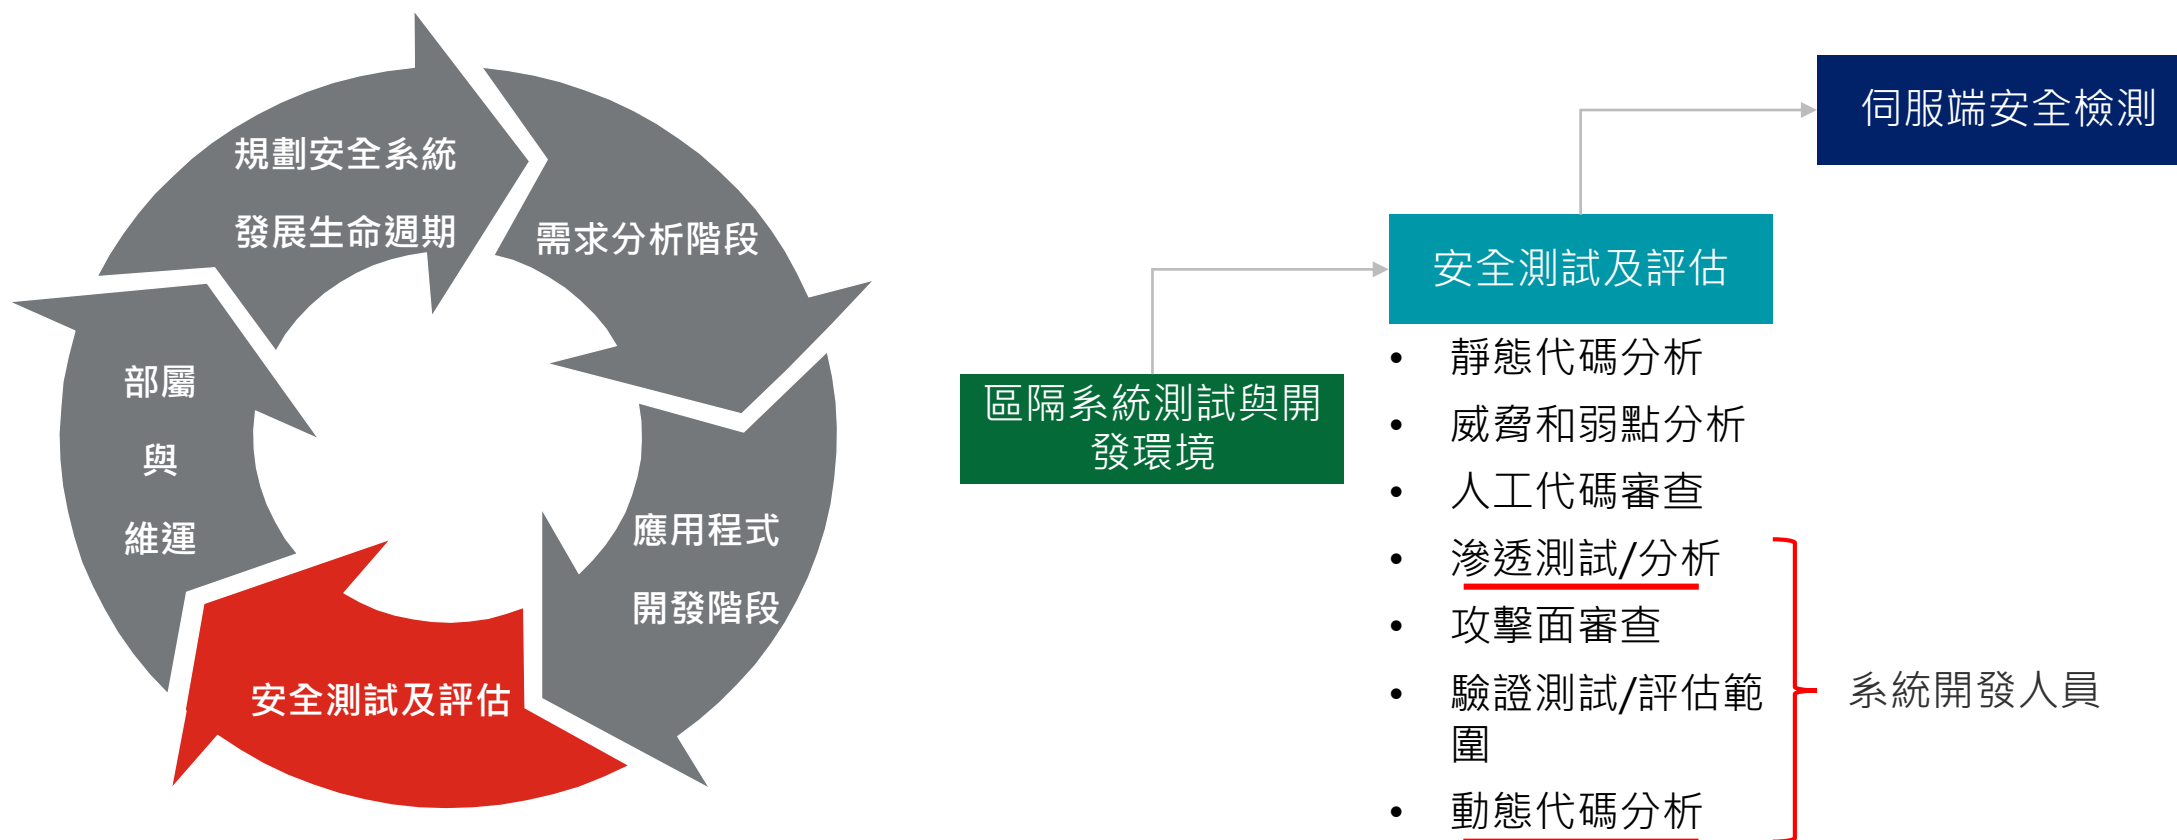 規劃安全系統
發展生命週期
需求分析階段
應用程式
開發階段
安全測試及評估
部屬
與
維運
伺服端安全檢測
安全測試及評估
區隔系統測試與開
發環境
• 靜態代碼分析
• 威脅和弱點分析
• 人工代碼審查
• 滲透測試/分析
• 攻擊面審查
• 驗證測試/評估範
圍
• 動態代碼分析
系統開發人員